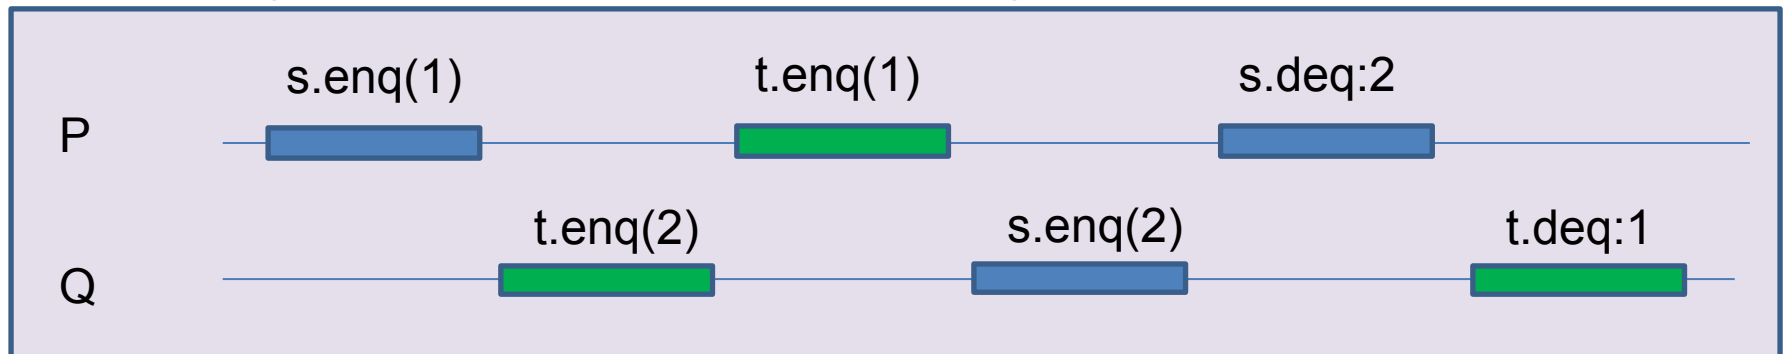 s.enq(1) t.enq(1) s.deq:2
P
t.enq(2) s.enq(2) t.deq:1
Q